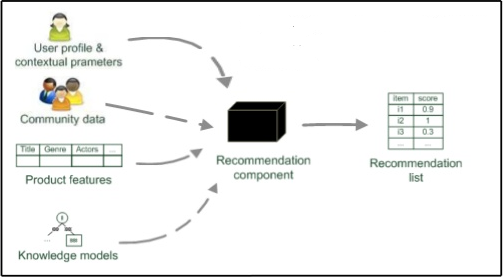 User profile &
contextual prameters
Community data
Title Genre Actors ...
Product features
Knowledge models
Recommendation
component
item score
i1 0.9
i2 1
i3 0.3
... ...
Recommendation
list